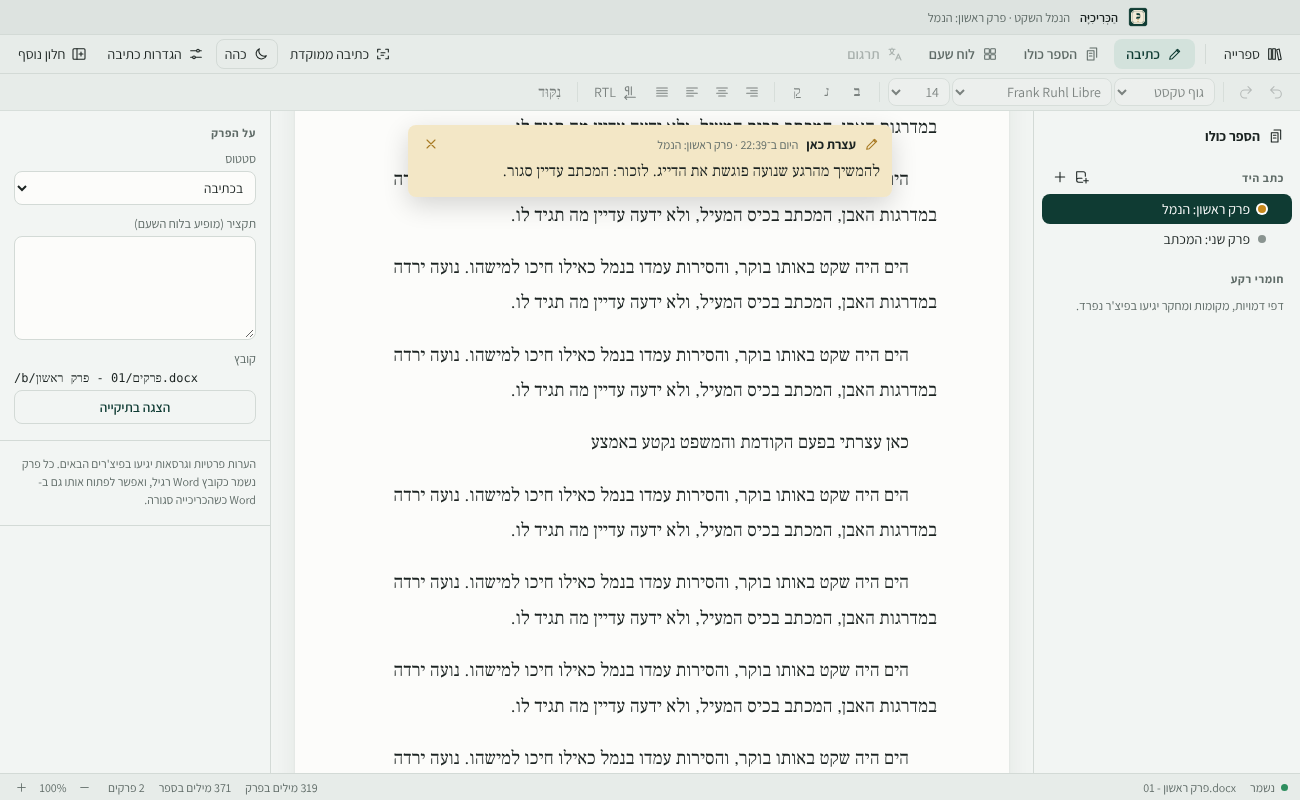 הכריכייה הנמל השקט · פרק ראשון: הנמל
ספרייה כתיבה הספר כולו לוח שעם תרגום כתיבה ממוקדת כהה הגדרות כתיבה חלון נוסף
גוף טקסט Frank Ruhl Libre 14 ב נ ק RTL נִקּוּד
הספר כולו
כתב היד
פרק ראשון: הנמל
פרק שני: המכתב
חומרי רקע
דפי דמויות, מקומות ומחקר יגיעו בפיצ'ר נפרד.
עצרת כאן היום ב־22:39 · פרק ראשון: הנמל
להמשיך מהרגע שנועה פוגשת את הדייג. לזכור: המכתב עדיין סגור.
במדרגות האבן, המכתב בכיס המעיל, ולא ידעה עדיין מה תגיד לו.
הים היה שקט באותו בוקר, והסירות עמדו בנמל כאילו חיכו למישהו. נועה ירדה
במדרגות האבן, המכתב בכיס המעיל, ולא ידעה עדיין מה תגיד לו.
הים היה שקט באותו בוקר, והסירות עמדו בנמל כאילו חיכו למישהו. נועה ירדה
במדרגות האבן, המכתב בכיס המעיל, ולא ידעה עדיין מה תגיד לו.
כאן עצרתי בפעם הקודמת והמשפט נקטע באמצע
הים היה שקט באותו בוקר, והסירות עמדו בנמל כאילו חיכו למישהו. נועה ירדה
במדרגות האבן, המכתב בכיס המעיל, ולא ידעה עדיין מה תגיד לו.
הים היה שקט באותו בוקר, והסירות עמדו בנמל כאילו חיכו למישהו. נועה ירדה
במדרגות האבן, המכתב בכיס המעיל, ולא ידעה עדיין מה תגיד לו.
הים היה שקט באותו בוקר, והסירות עמדו בנמל כאילו חיכו למישהו. נועה ירדה
במדרגות האבן, המכתב בכיס המעיל, ולא ידעה עדיין מה תגיד לו.
הים היה שקט באותו בוקר, והסירות עמדו בנמל כאילו חיכו למישהו. נועה ירדה
על הפרק
סטטוס
בכתיבה
תקציר (מופיע בלוח השעם)
קובץ
/b/פרקים/01 - פרק ראשון.docx
הצגה בתיקייה
הערות פרטיות וגרסאות יגיעו בפיצ'רים הבאים. כל פרק
נשמר כקובץ Word רגיל, ואפשר לפתוח אותו גם ב-
Word כשהכריכייה סגורה.
נשמר 01 - פרק ראשון.docx 319 מילים בפרק 371 מילים בספר 2 פרקים 100%